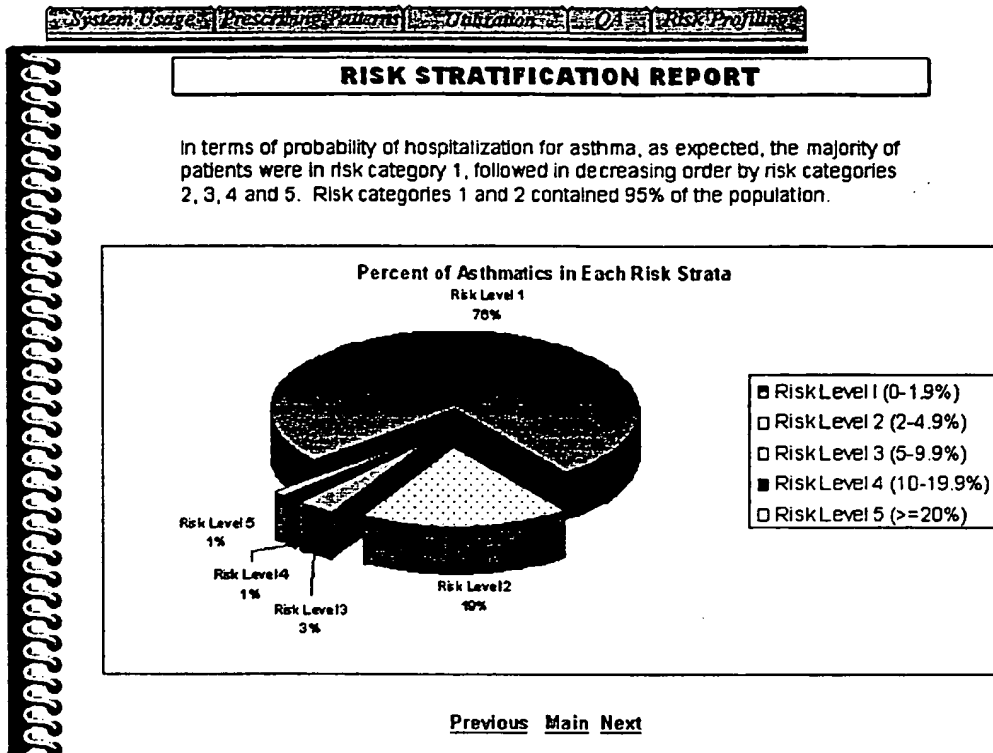 System Usage Prescribing Patterns Utilization QA Risk Profiling
RISK STRATIFICATION REPORT
In terms of probability of hospitalization for asthma, as expected, the majority of
patients were in risk category 1, followed in decreasing order by risk categories
2, 3, 4 and 5. Risk categories 1 and 2 contained 95% of the population.
Percent of Asthmatics in Each Risk Strata
Risk Level 1
76%
Risk Level 1 (0-1.9%)
Risk Level 2 (2-4.9%)
Risk Level 3 (5-9.9%)
Risk Level 4 (10-19.9%)
Risk Level 5 (>=20%)
Risk Level 5
1%
Risk Level 4
1%
Risk Level 3
3%
Risk Level 2
19%
Previous Main Next